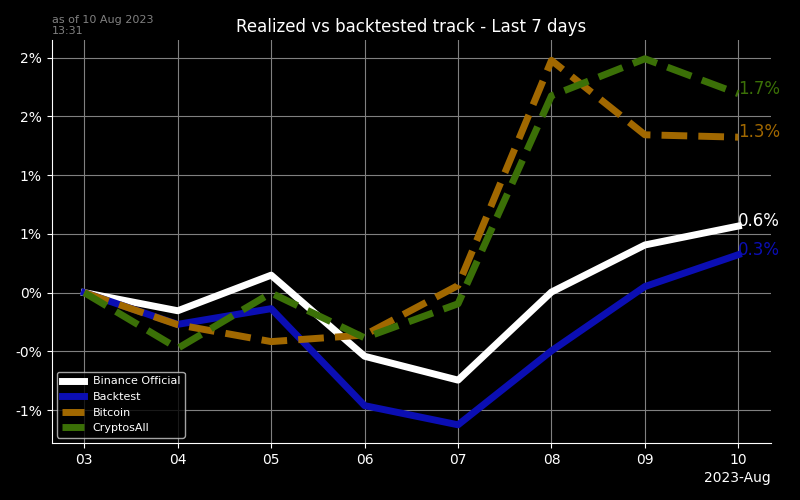 as of 10 Aug 2023
13:31
Realized vs backtested track - Last 7 days
2%
2%
1%
1%
0%
-0%
-1%
1.7%
1.3%
0.6%
0.3%
Binance Official
Backtest
Bitcoin
CryptosAll
03 04 05 06 07 08 09 10
2023-Aug